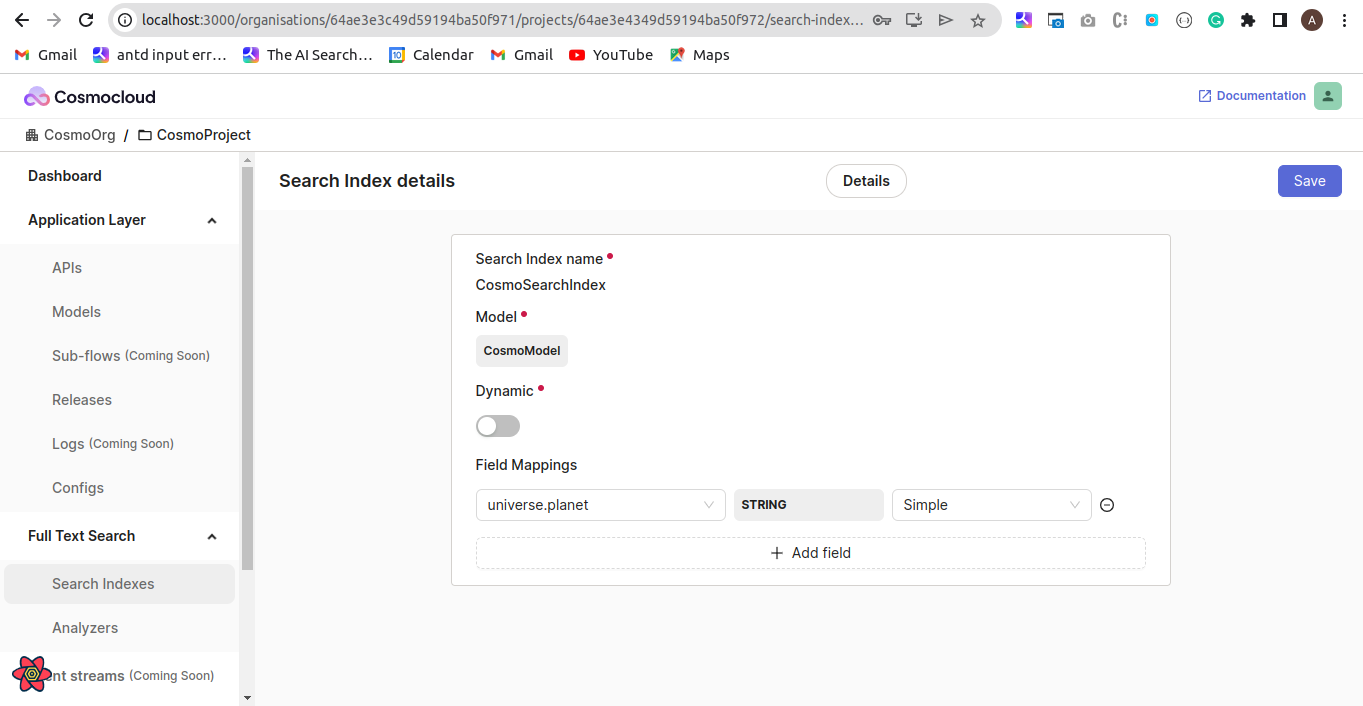 localhost:3000/organisations/64ae3e3c49d59194ba50f971/projects/64ae3e4349d59194ba50f972/search-index...
A
Gmail antd input err... The AI Search... 10 Calendar Gmail YouTube Maps
Cosmocloud Documentation
CosmoOrg / CosmoProject
Dashboard
Application Layer
APIs
Models
Sub-flows (Coming Soon)
Releases
Logs (Coming Soon)
Configs
Full Text Search
Search Indexes
Analyzers
nt streams (Coming Soon)
Search Index details Details Save
Search Index name
CosmoSearchIndex
Model
CosmoModel
Dynamic
Field Mappings
universe.planet STRING Simple
+ Add field